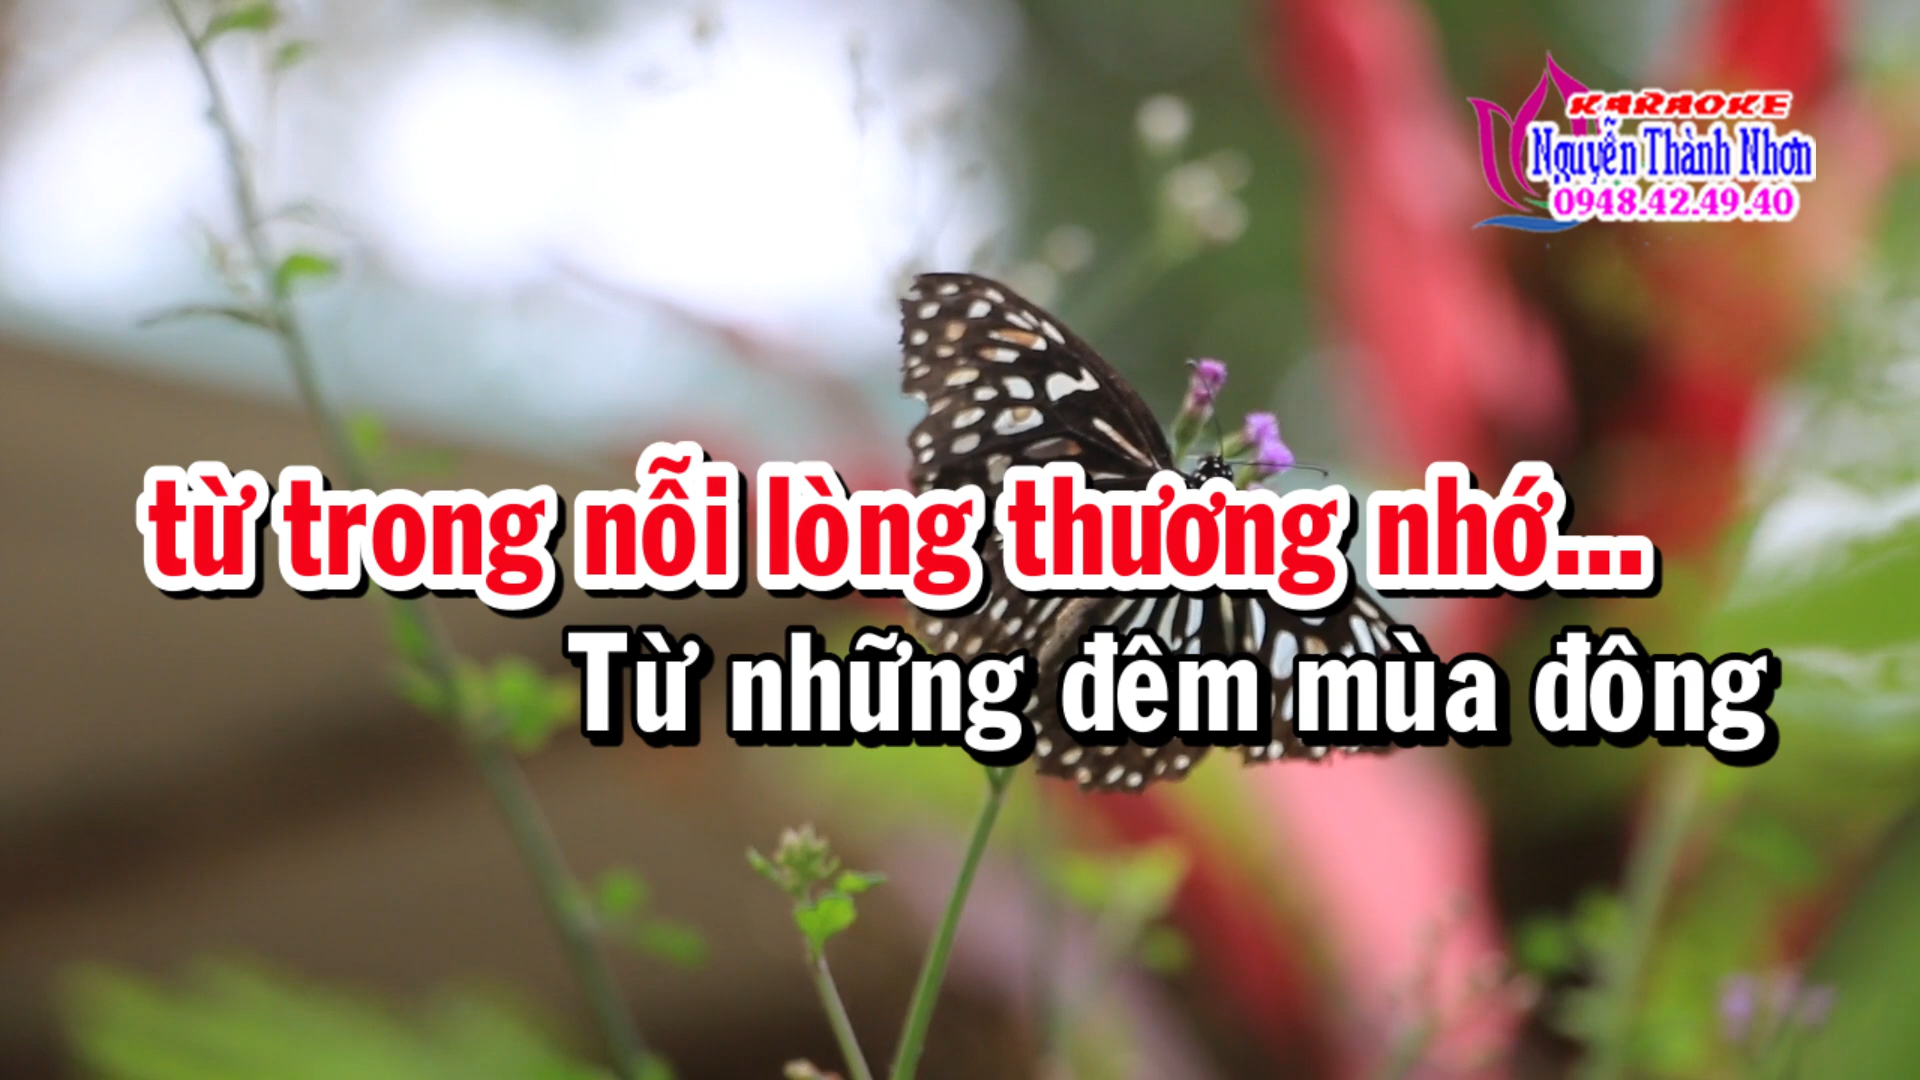 KARAOKE
Nguyễn Thành Nhơn
0948.42.49.40
từ trong nỗi lòng thương nhớ...
Từ những đêm mùa đông